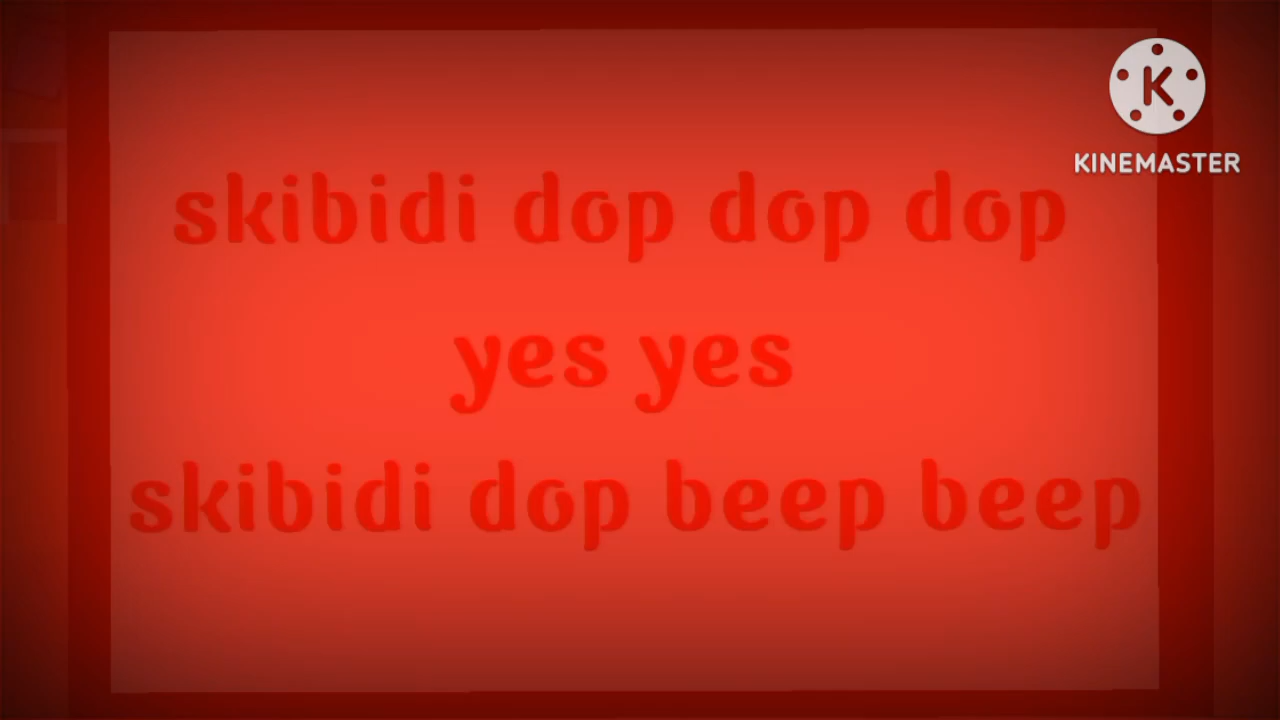 KINEMASTER
skibidi dop dop dop
yes yes
skibidi dop beep beep